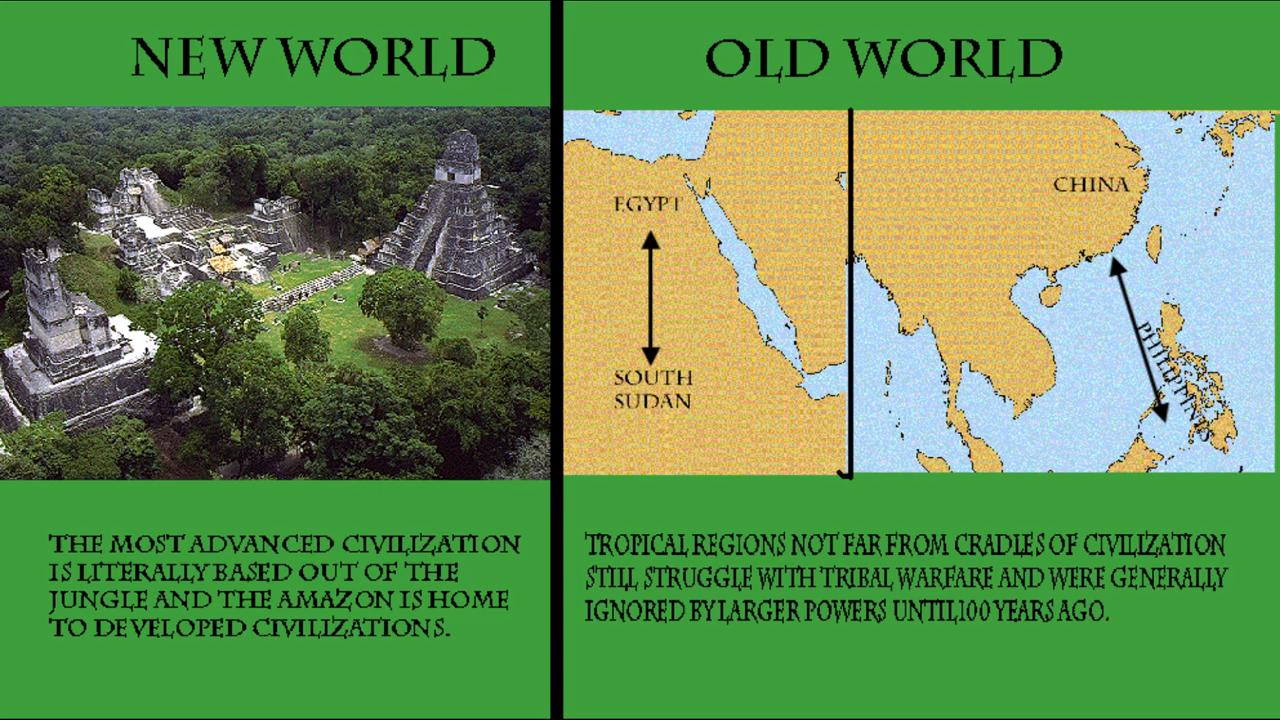 NEW WORLD
THE MOST ADVANCED CIVILIZATION
IS LITERALLY BASED OUT OF THE
JUNGLE AND THE AMAZON IS HOME
TO DEVELOPED CIVILIZATIONS.
OLD WORLD
EGYPT
SOUTH
SUDAN
CHINA
PHILIPPINES
TROPICAL REGIONS NOT FAR FROM CRADLES OF CIVILIZATION
STILL STRUGGLE WITH TRIBAL WARFARE AND WERE GENERALLY
IGNORED BY LARGER POWERS UNTIL 100 YEARS AGO.